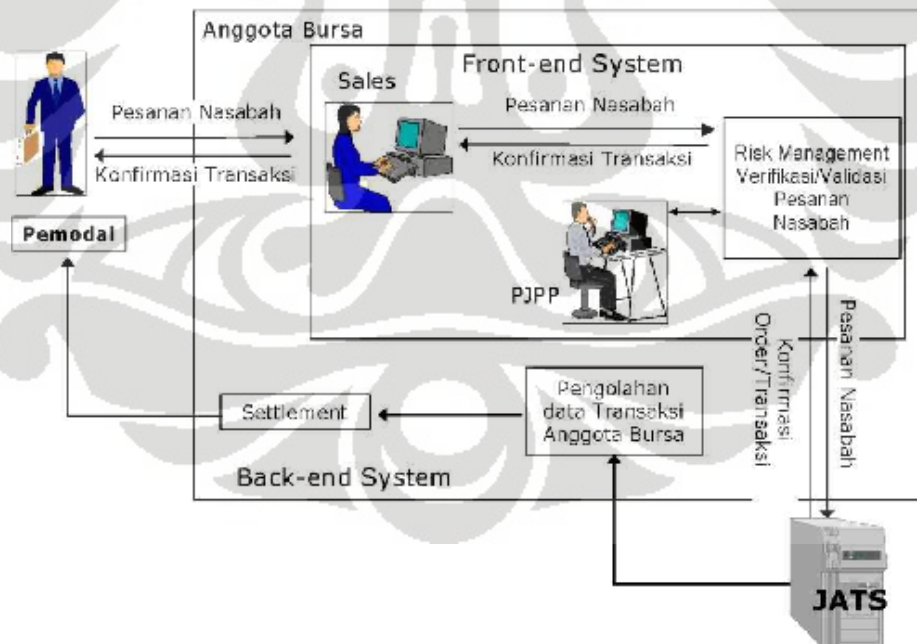 Anggota Bursa
Front-end System
Sales
Pesanan Nasabah
Konfirmasi Transaksi
Pesanan Nasabah
Konfirmasi Transaksi
Risk Management
Verifikasi/Validasi
Pesanan
Nasabah
Pemodal
PJPP
Konfirmasi
Order/Transaksi
Pesanan Nasabah
Settlement
Pengolahan
data Transaksi
Anggota Bursa
Back-end System
JATS